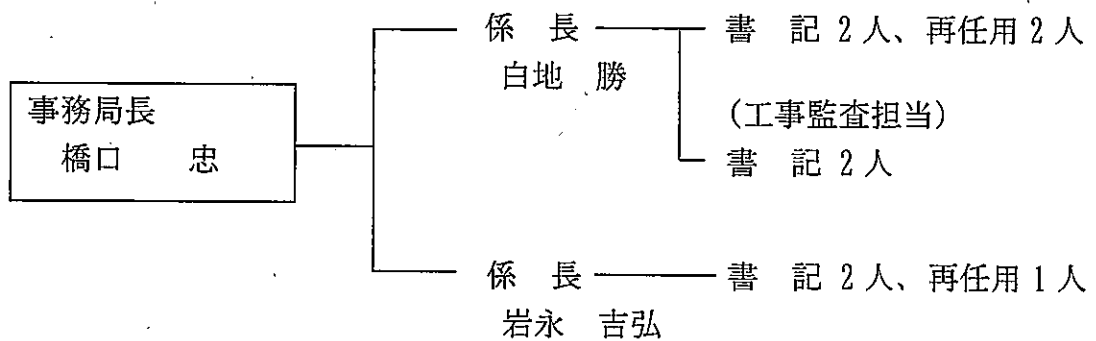 係　長
書　記 2人、再任用2人
白地　勝
事務局長
橋口　　忠
(工事監査担当)
書　記 2人
係　長
書　記 2人、再任用1人
岩永　吉弘